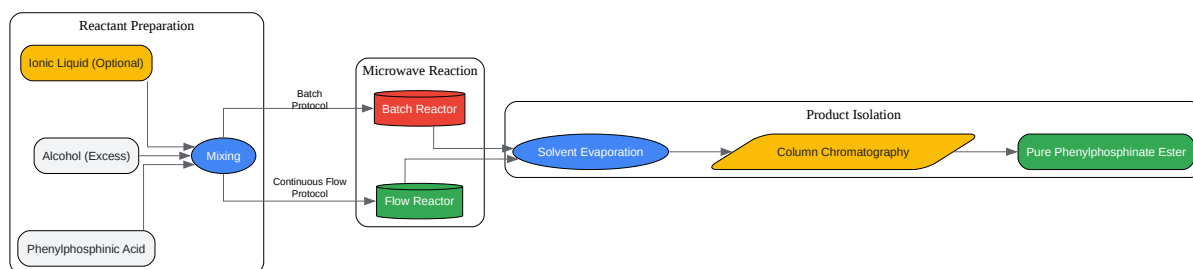 Reactant Preparation
Ionic Liquid (Optional)
Alcohol (Excess)
Phenylphosphinic Acid
Mixing
Batch
Protocol
Continuous Flow
Protocol
Microwave Reaction
Batch Reactor
Flow Reactor
Product Isolation
Solvent Evaporation
Column Chromatography
Pure Phenylphosphinate Ester